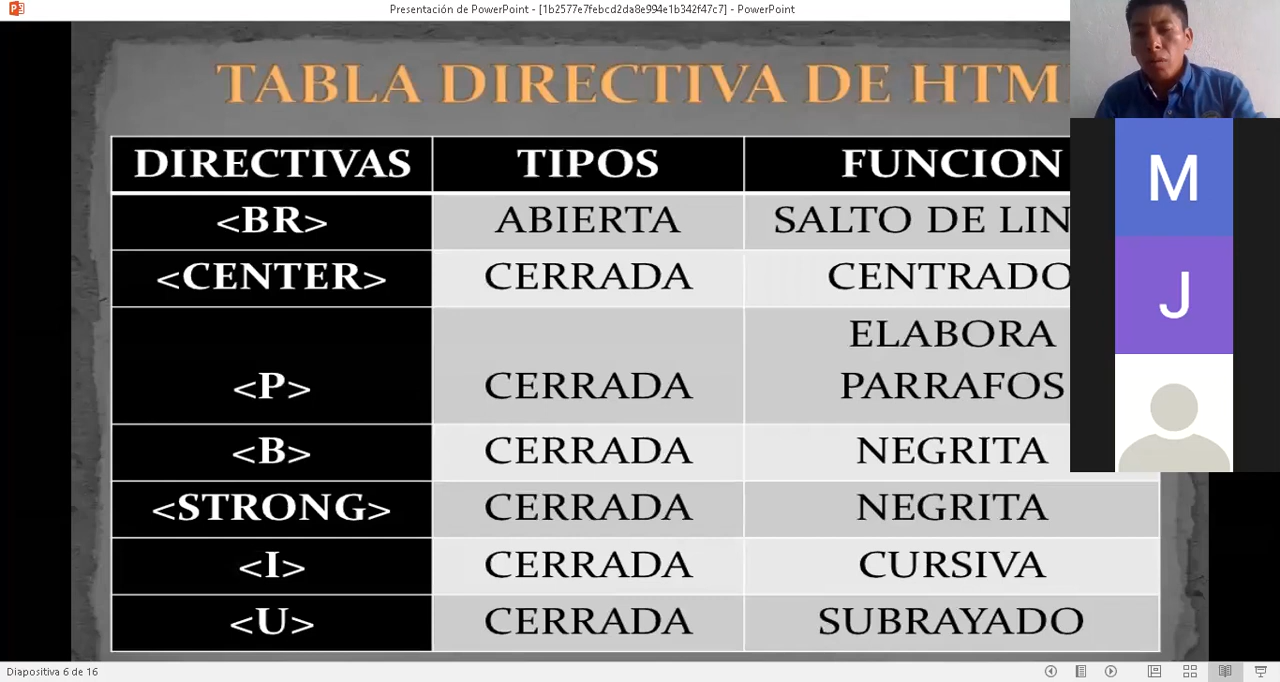 Presentación de PowerPoint - [1b2577e7febcd2da8e994e1b342f47c7] - PowerPoint
TABLA DIRECTIVA DE HTM
DIRECTIVAS TIPOS FUNCION
<BR> ABIERTA SALTO DE LIN
<CENTER> CERRADA CENTRADO
ELABORA
<P> CERRADA PARRAFOS
<B> CERRADA NEGRITA
<STRONG> CERRADA NEGRITA
<I> CERRADA CURSIVA
<U> CERRADA SUBRAYADO
M
J
Diapositiva 6 de 16